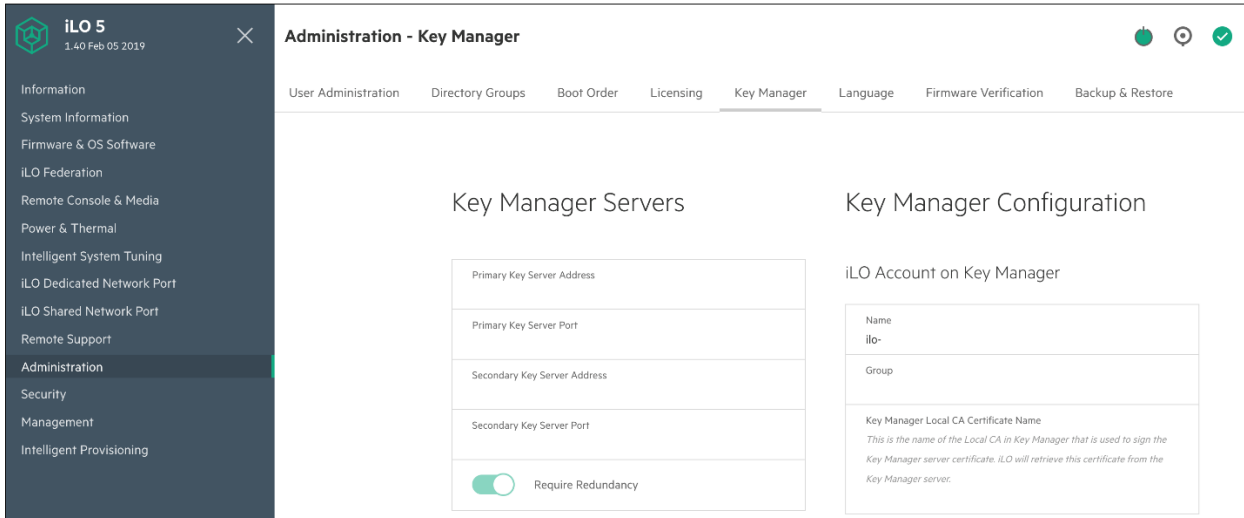 iLO 5
1.40 Feb 05 2019
Information
System Information
Firmware & OS Software
iLO Federation
Remote Console & Media
Power & Thermal
Intelligent System Tuning
iLO Dedicated Network Port
iLO Shared Network Port
Remote Support
Administration
Security
Management
Intelligent Provisioning
Administration - Key Manager
User Administration Directory Groups Boot Order Licensing Key Manager Language Firmware Verification Backup & Restore
Key Manager Servers
Primary Key Server Address
Primary Key Server Port
Secondary Key Server Address
Secondary Key Server Port
Require Redundancy
Key Manager Configuration
iLO Account on Key Manager
Name
ilo-
Group
Key Manager Local CA Certificate Name
This is the name of the Local CA in Key Manager that is used to sign the
Key Manager server certificate. iLO will retrieve this certificate from the
Key Manager server.